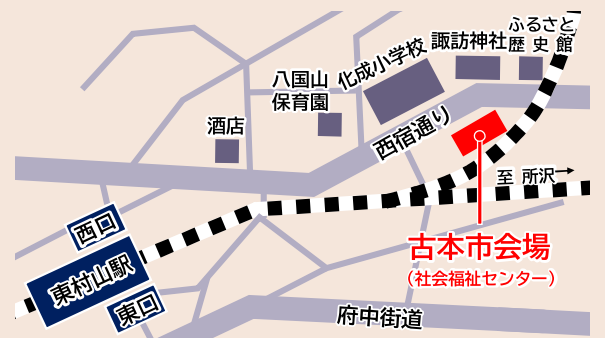 ふるさと
歴史館
諏訪神社
化成小学校
八国山
保育園
酒店
西宿通り
至 所沢→
西口
東村山駅
東口
古本市会場
(社会福祉センター)
府中街道